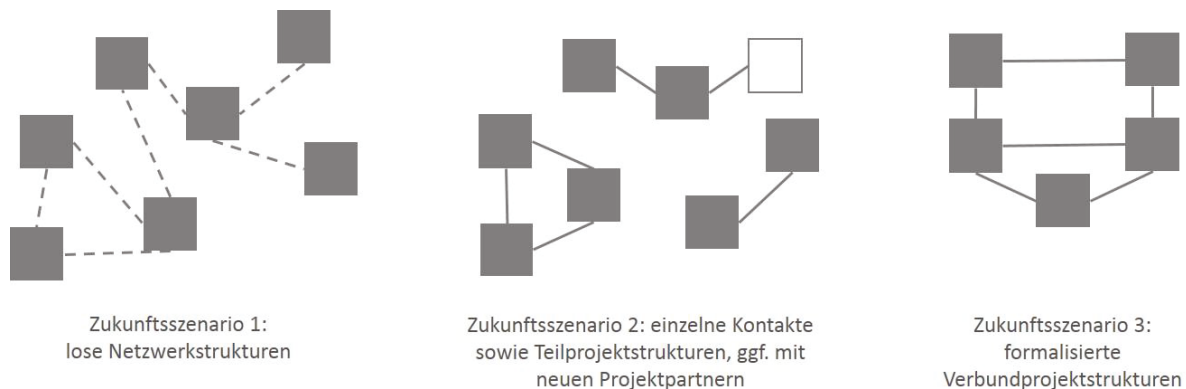 Zukunftsszenario 1:
lose Netzwerkstrukturen
Zukunftsszenario 2: einzelne Kontakte
sowie Teilprojektstrukturen, ggf. mit
neuen Projektpartnern
Zukunftsszenario 3:
formalisierte
Verbundprojektstrukturen